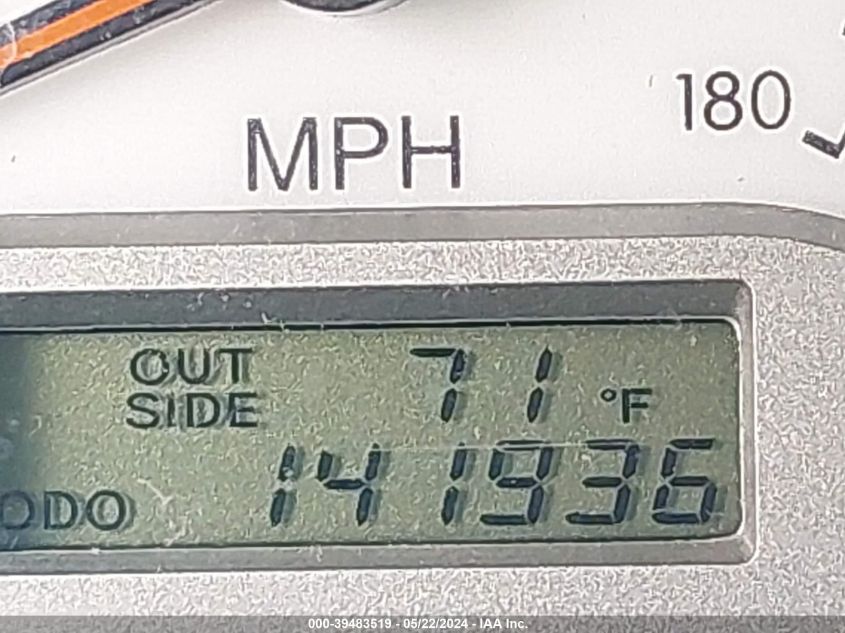 180
MPH
OUT SIDE 71 °F
ODO 141936
000-39483519 - 05/22/2024 - IAA Inc.